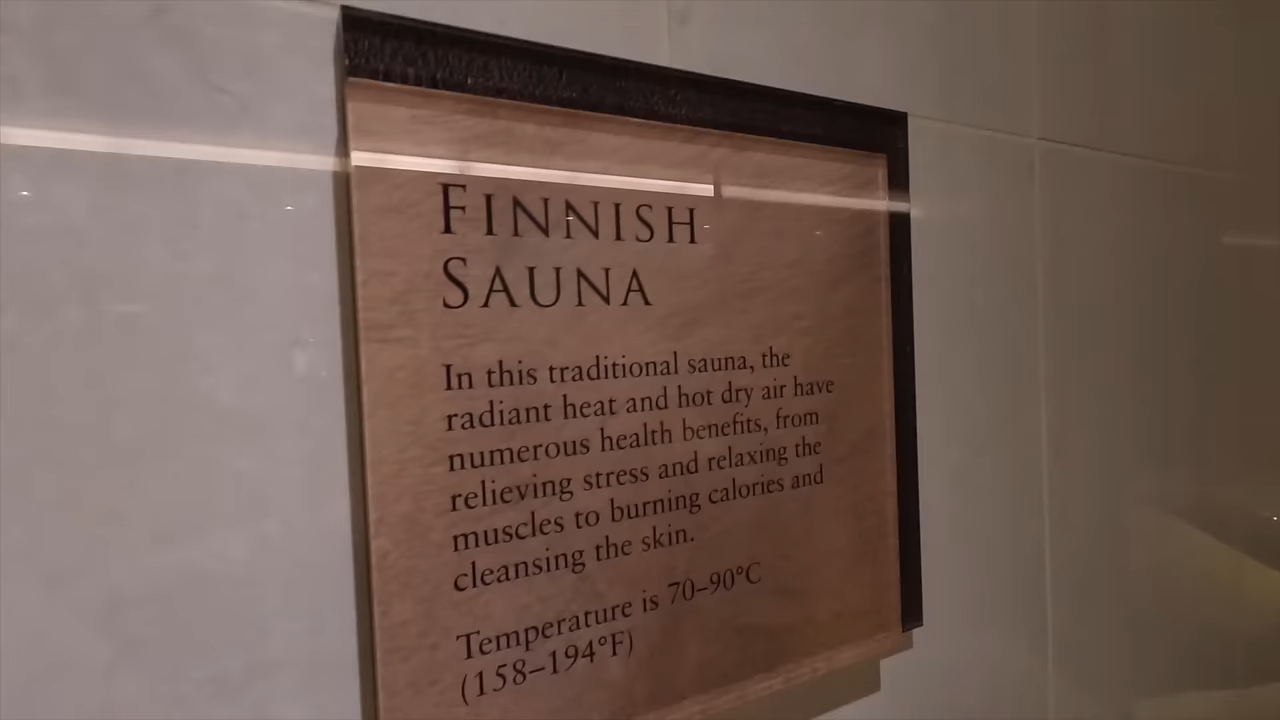 FINNISH
SAUNA
In this traditional sauna, the
radiant heat and hot dry air have
numerous health benefits, from
relieving stress and relaxing the
muscles to burning calories and
cleansing the skin.
Temperature is 70–90°C
(158–194°F)